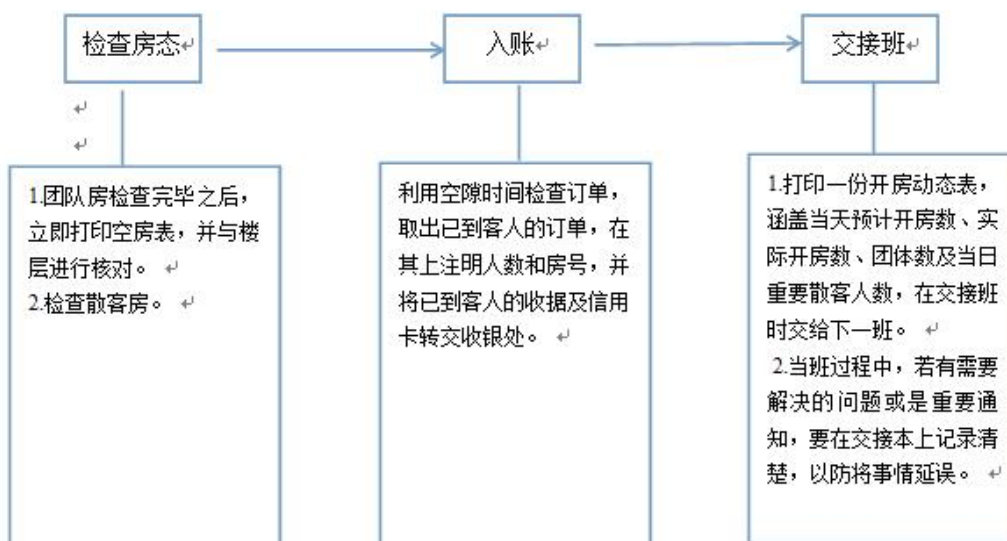 检查房态
入账
交接班
1.团队房检查完毕之后，
立即打印空房表，并与楼
层进行核对。
2.检查散客房。
利用空隙时间检查订单，
取出已到客人的订单，在
其上注明人数和房号，并
将已到客人的收据及信用
卡转交收银处。
1.打印一份开房动态表，
涵盖当天预计开房数、实
际开房数、团体数及当日
重要散客人数，在交接班
时交给下一班。
2.当班过程中，若有需要
解决的问题或是重要通
知，要在交接本上记录清
楚，以防将事情延误。